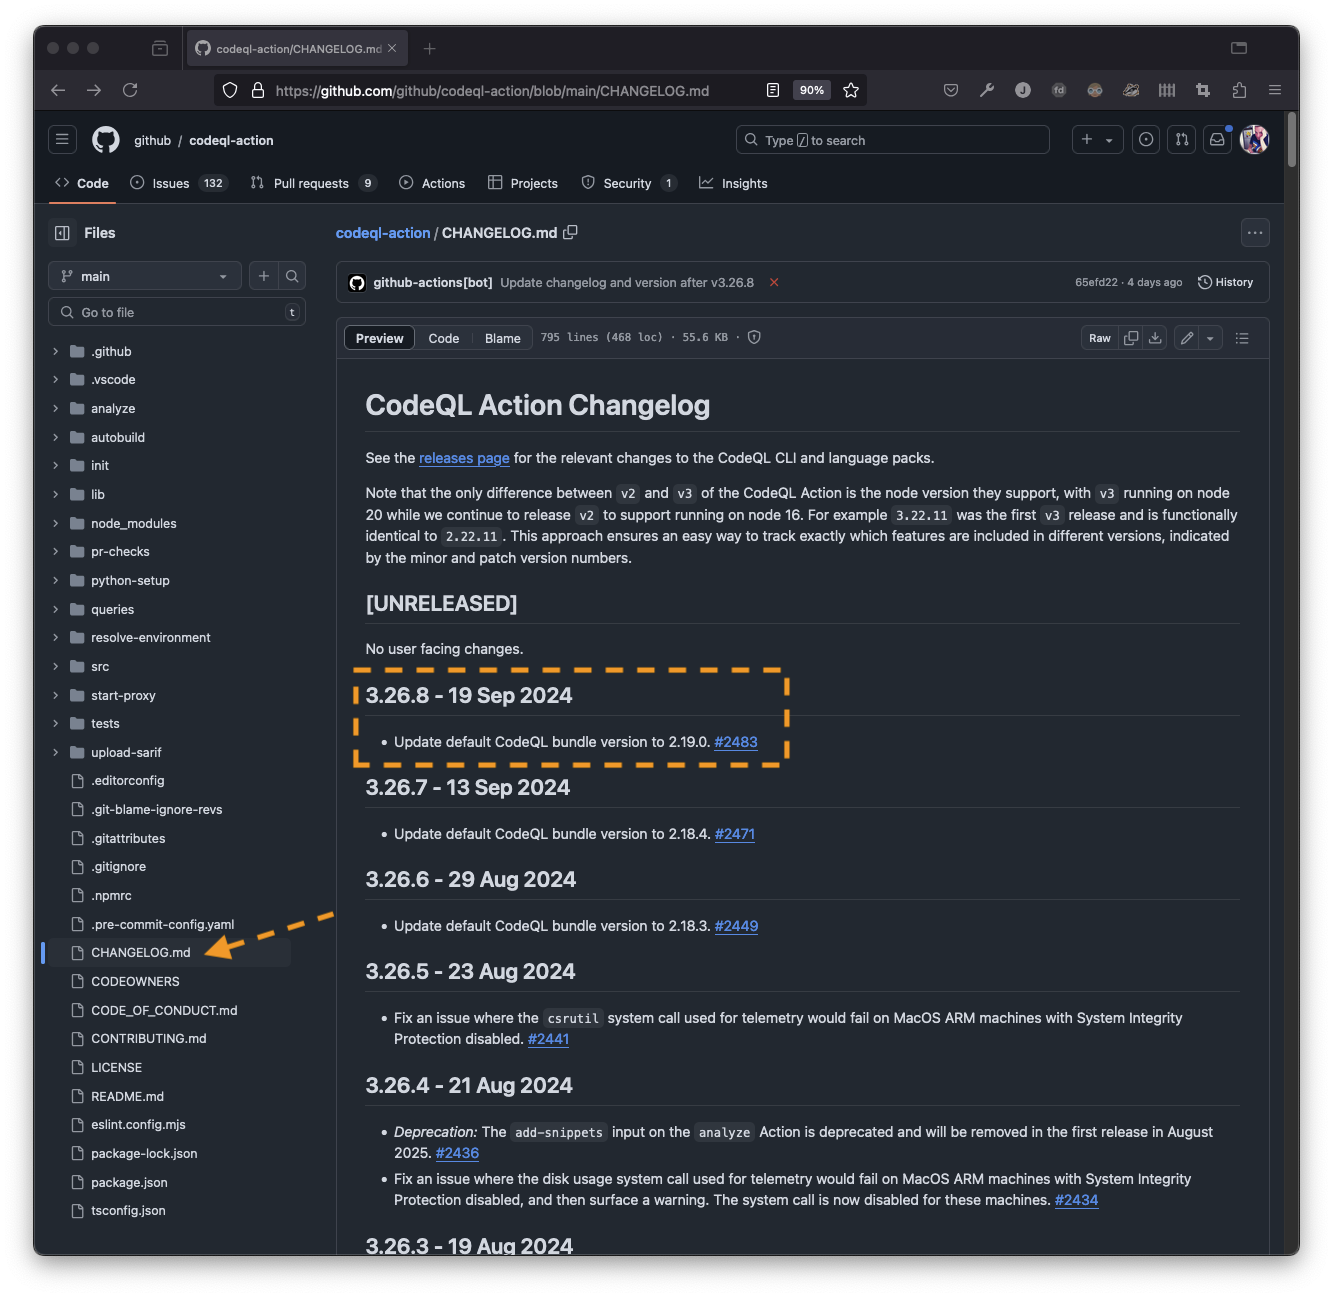 codeql-action/CHANGELOG.md
https://github.com/github/codeql-action/blob/main/CHANGELOG.md
90%
J
fd
github / codeql-action
Type / to search
Code
Issues 132
Pull requests 9
Actions
Projects
Security 1
Insights
Files
codeql-action / CHANGELOG.md
main
github-actions[bot] Update changelog and version after v3.26.8
65efd22 · 4 days ago
History
Go to file
t
Preview
Code
Blame
795 lines (468 loc) · 55.6 KB
Raw
.github
.vscode
analyze
autobuild
init
lib
node_modules
pr-checks
python-setup
queries
resolve-environment
src
start-proxy
tests
upload-sarif
.editorconfig
.git-blame-ignore-revs
.gitattributes
.gitignore
.npmrc
.pre-commit-config.yaml
CHANGELOG.md
CODEOWNERS
CODE_OF_CONDUCT.md
CONTRIBUTING.md
LICENSE
README.md
eslint.config.mjs
package-lock.json
package.json
tsconfig.json
CodeQL Action Changelog
See the releases page for the relevant changes to the CodeQL CLI and language packs.
Note that the only difference between v2 and v3 of the CodeQL Action is the node version they support, with v3 running on node
20 while we continue to release v2 to support running on node 16. For example 3.22.11 was the first v3 release and is functionally
identical to 2.22.11. This approach ensures an easy way to track exactly which features are included in different versions, indicated
by the minor and patch version numbers.
[UNRELEASED]
No user facing changes.
3.26.8 - 19 Sep 2024
• Update default CodeQL bundle version to 2.19.0. #2483
3.26.7 - 13 Sep 2024
• Update default CodeQL bundle version to 2.18.4. #2471
3.26.6 - 29 Aug 2024
• Update default CodeQL bundle version to 2.18.3. #2449
3.26.5 - 23 Aug 2024
• Fix an issue where the csrutil system call used for telemetry would fail on MacOS ARM machines with System Integrity
Protection disabled. #2441
3.26.4 - 21 Aug 2024
• Deprecation: The add-snippets input on the analyze Action is deprecated and will be removed in the first release in August
2025. #2436
• Fix an issue where the disk usage system call used for telemetry would fail on MacOS ARM machines with System Integrity
Protection disabled, and then surface a warning. The system call is now disabled for these machines. #2434
3.26.3 - 19 Aug 2024